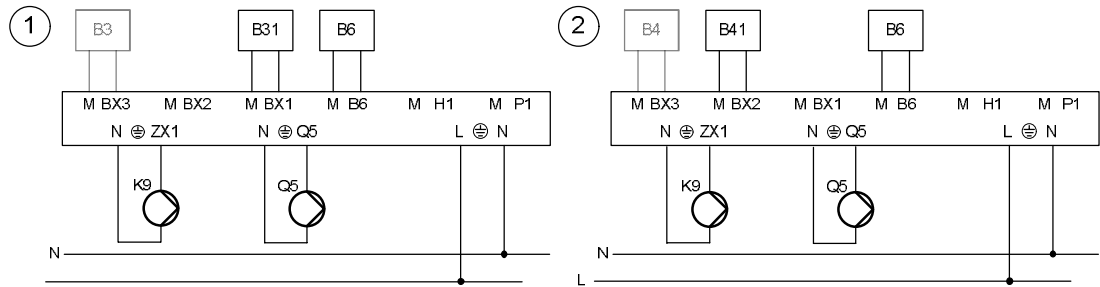 1
B3 B31 B6
M BX3 M BX2 M BX1 M B6 M H1 M P1
N ZX1 N Q5 L N
K9 Q5
N
2
B4 B41 B6
M BX3 M BX2 M BX1 M B6 M H1 M P1
N ZX1 N Q5 L N
K9 Q5
N
L